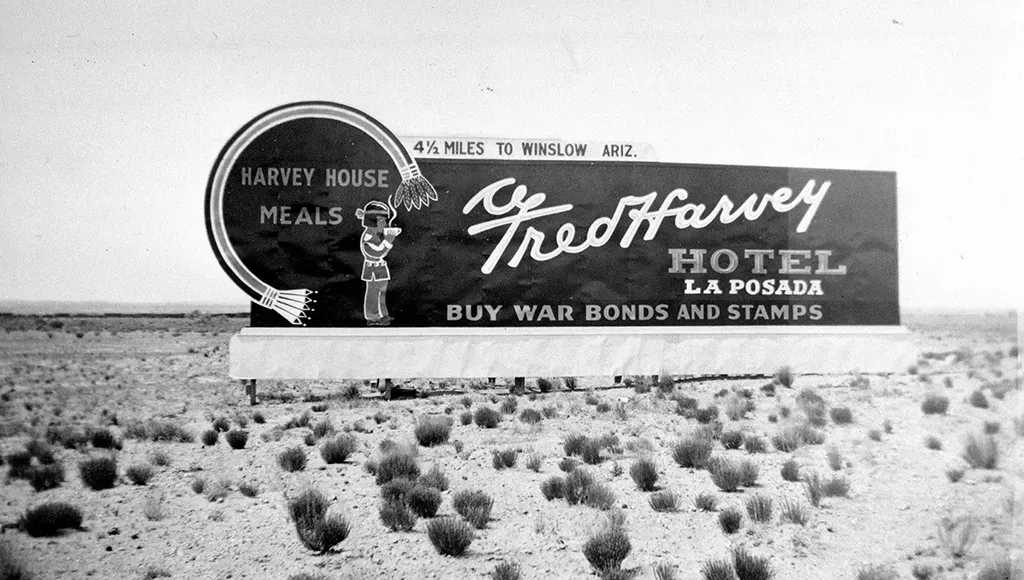 4½ MILES TO WINSLOW ARIZ.
HARVEY HOUSE
MEALS
Fred Harvey
HOTEL
LA POSADA
BUY WAR BONDS AND STAMPS